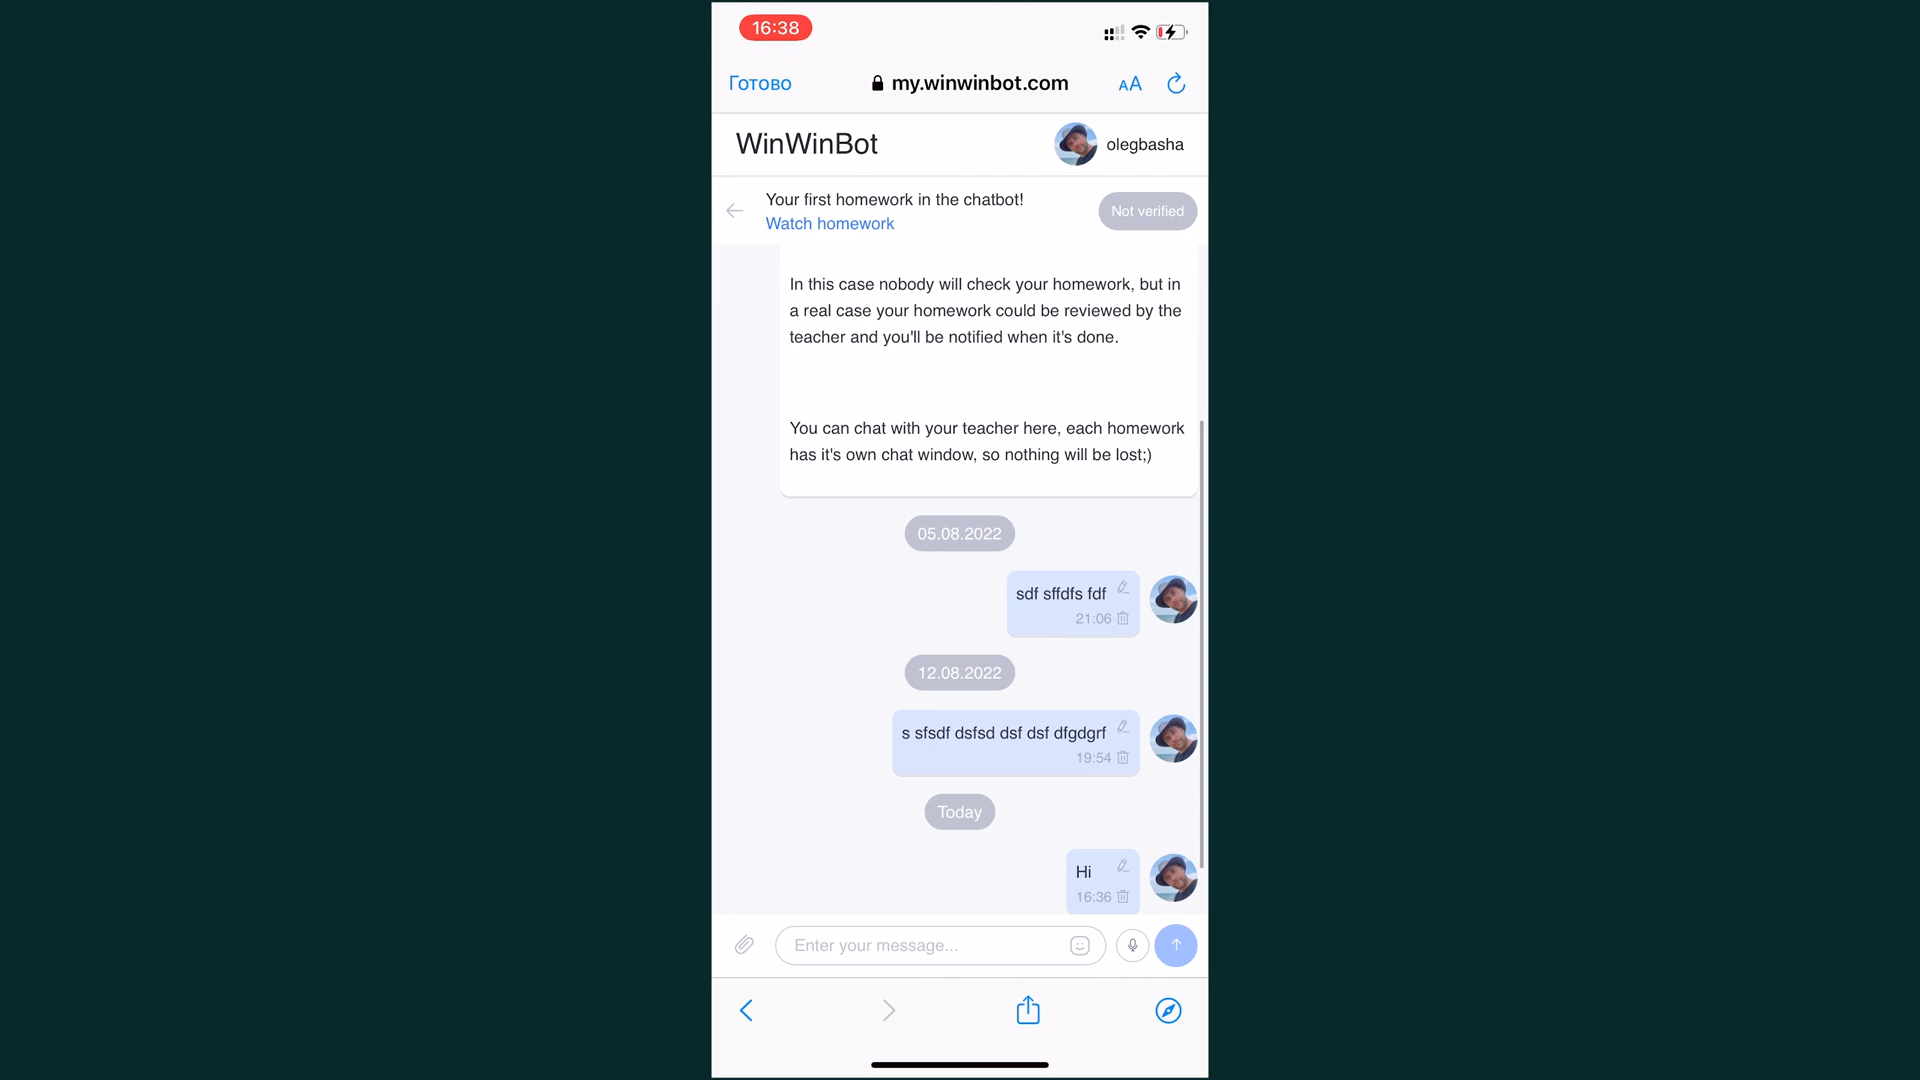 16:38
Готово
my.winwinbot.com
AA
WinWinBot
olegbasha
Your first homework in the chatbot!
Watch homework
Not verified
In this case nobody will check your homework, but in
a real case your homework could be reviewed by the
teacher and you'll be notified when it's done.
You can chat with your teacher here, each homework
has it's own chat window, so nothing will be lost;)
05.08.2022
sdf sffdfs fdf
21:06
12.08.2022
s sfsdf dsfsd dsf dsf dfgdgrf
19:54
Today
Hi
16:36
Enter your message...